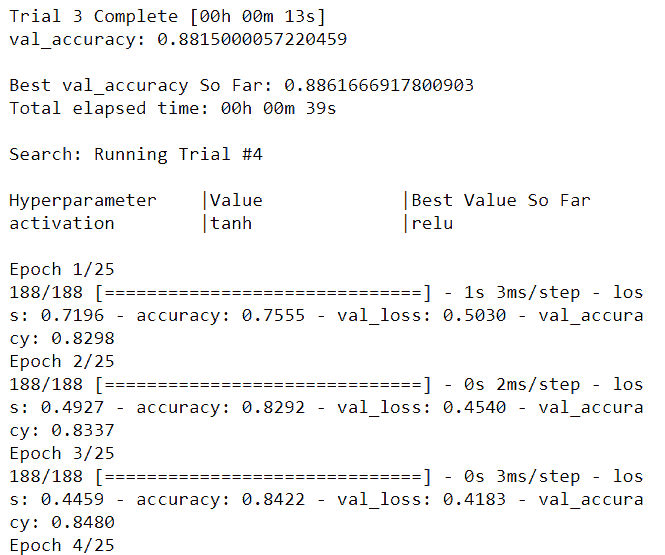 Trial 3 Complete [00h 00m 13s]
val_accuracy: 0.8815000057220459
Best val_accuracy So Far: 0.8861666917800903
Total elapsed time: 00h 00m 39s
Search: Running Trial #4
Hyperparameter    |Value             |Best Value So Far
activation        |tanh              |relu
Epoch 1/25
188/188 [==============================] - 1s 3ms/step - los
s: 0.7196 - accuracy: 0.7555 - val_loss: 0.5030 - val_accura
cy: 0.8298
Epoch 2/25
188/188 [==============================] - 0s 2ms/step - los
s: 0.4927 - accuracy: 0.8292 - val_loss: 0.4540 - val_accura
cy: 0.8337
Epoch 3/25
188/188 [==============================] - 0s 3ms/step - los
s: 0.4459 - accuracy: 0.8422 - val_loss: 0.4183 - val_accura
cy: 0.8480
Epoch 4/25